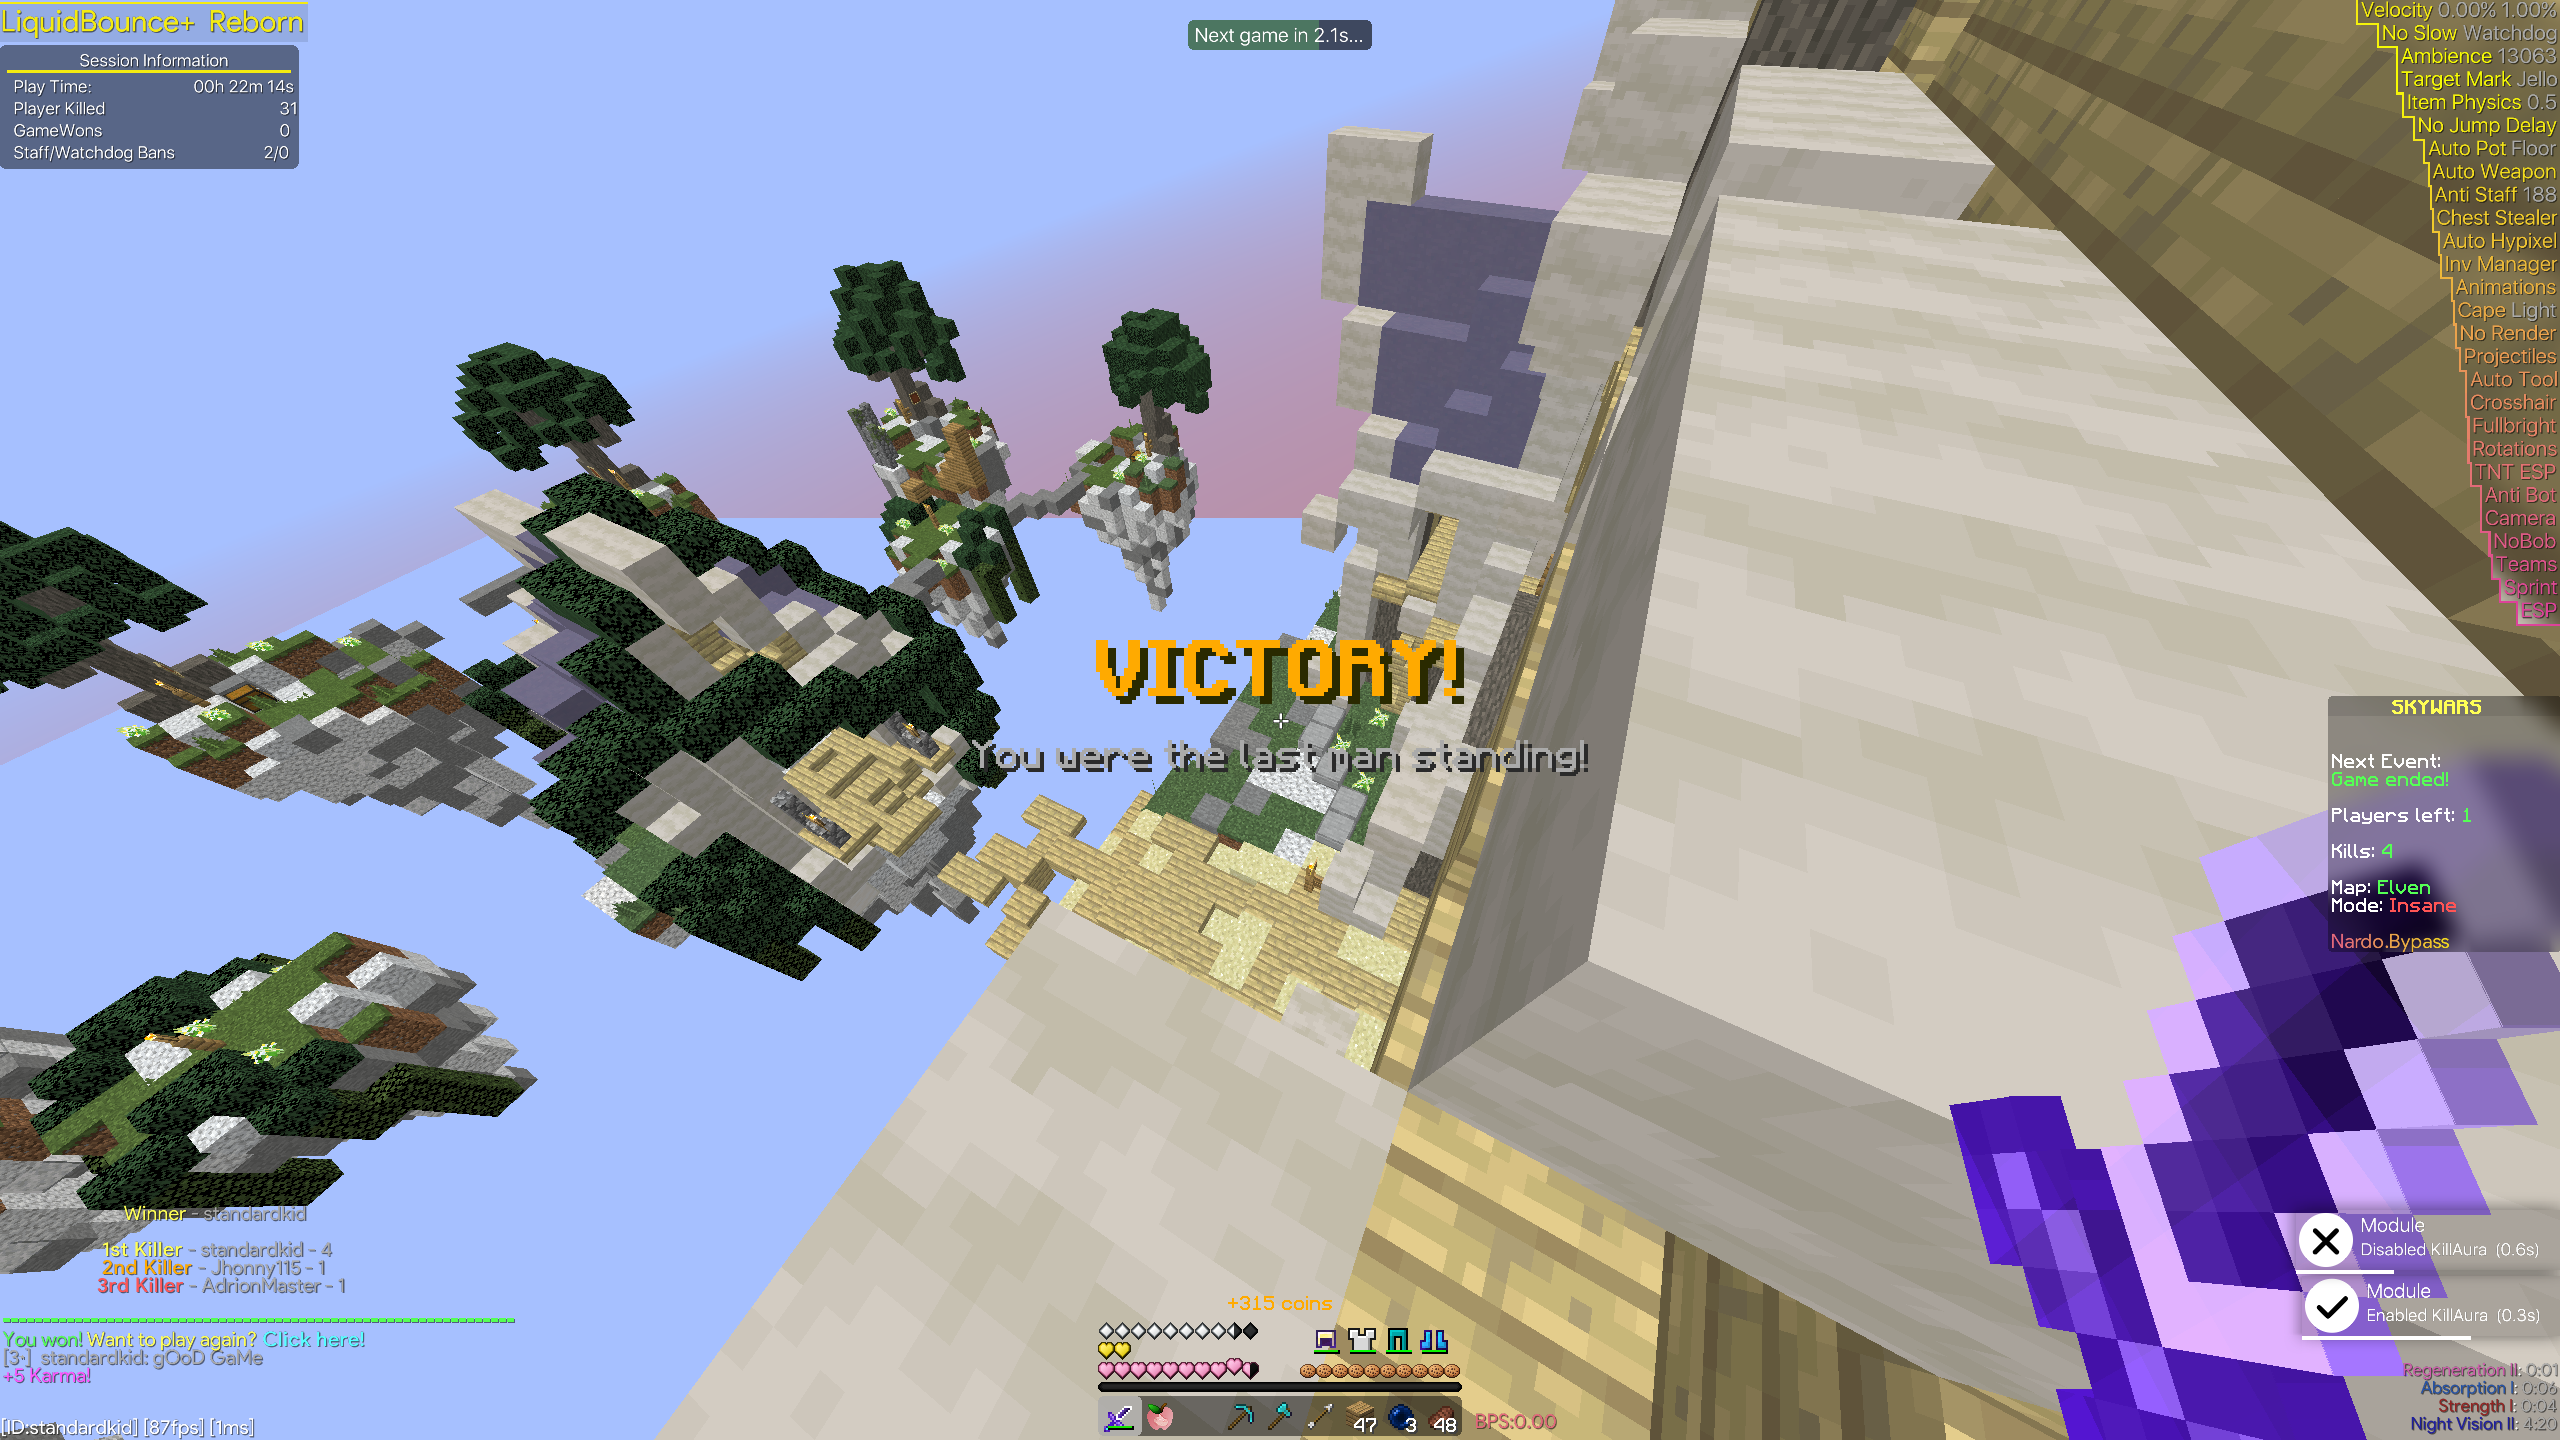 LiquidBounce+ Reborn
Session Information
Play Time: 00h 22m 14s
Player Killed 31
GameWons 0
Staff/Watchdog Bans 2/0
Next game in 2.1s...
Velocity 0.00% 1.00%
No Slow Watchdog
Ambience 13063
Target Mark Jello
Item Physics 0.5
No Jump Delay
Auto Pot Floor
Auto Weapon
Anti Staff 188
Chest Stealer
Auto Hypixel
Inv Manager
Animations
Cape Light
No Render
Projectiles
Auto Tool
Crosshair
Fullbright
Rotations
TNT ESP
Anti Bot
Camera
NoBob
Teams
Sprint
ESP
VICTORY!
You were the last man standing!
SKYWARS
Next Event:
Game ended!
Players left: 1
Kills: 4
Map: Elven
Mode: Insane
Nardo.Bypass
Winner - standardkid
1st Killer - standardkid - 4
2nd Killer - Jhonny115 - 1
3rd Killer - AdrionMaster - 1
You won! Want to play again? Click here!
[3·] standardkid: gOoD GaMe
+5 Karma!
[ID:standardkid] [87fps] [1ms]
+315 coins
47
3
48
BPS:0.00
Module
Disabled KillAura (0.6s)
Module
Enabled KillAura (0.3s)
Regeneration II: 0:01
Absorption I: 0:06
Strength I: 0:04
Night Vision II: 4:20